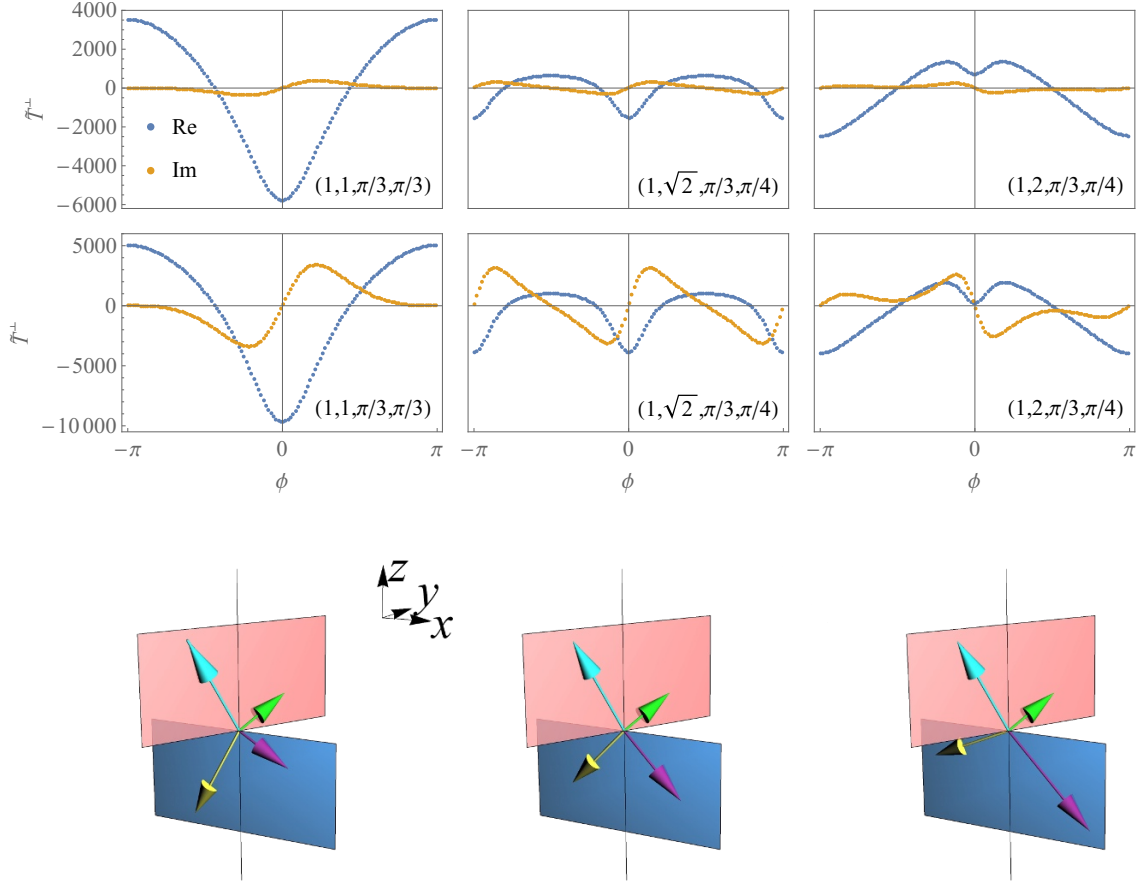 4000
2000
0
−2000
−4000
−6000
T̃⊥
Re
Im
(1,1,π/3,π/3)
(1,√2,π/3,π/4)
(1,2,π/3,π/4)
5000
0
−5000
−10000
T̃⊥
(1,1,π/3,π/3)
(1,√2,π/3,π/4)
(1,2,π/3,π/4)
−π 0 π
−π 0 π
−π 0 π
ϕ
ϕ
ϕ
z
y
x